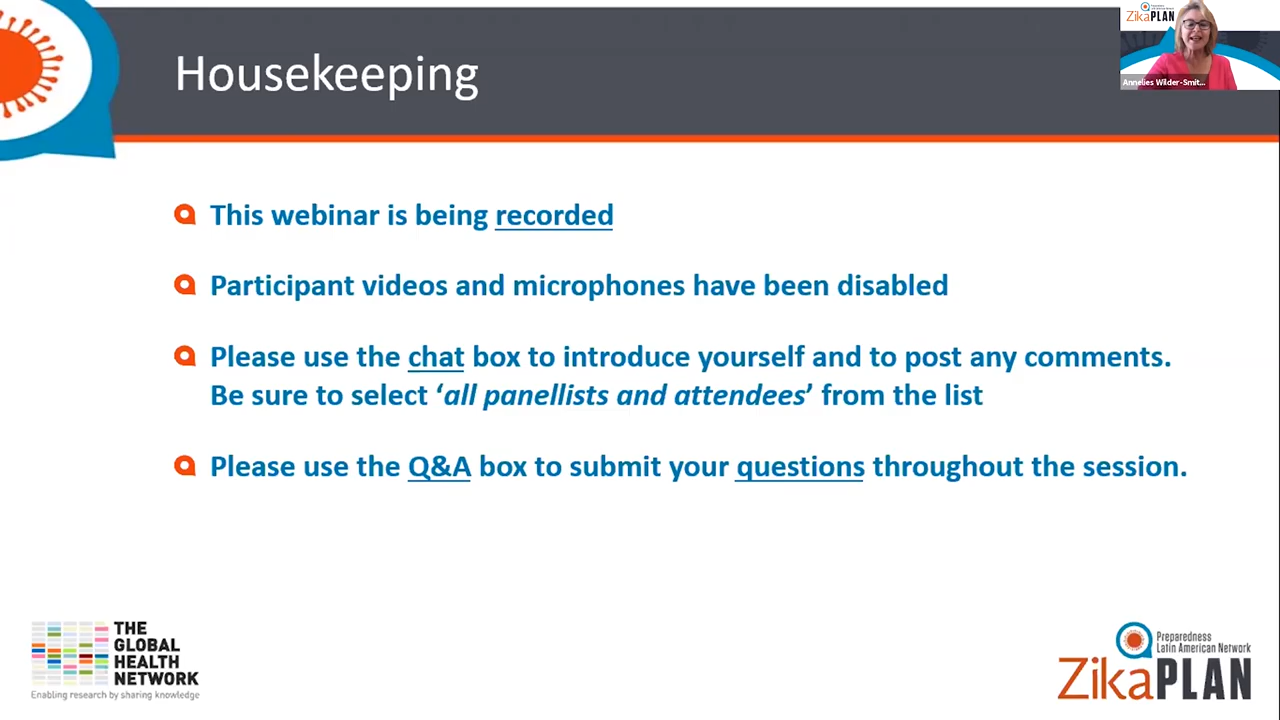 Housekeeping
ZikaPLAN
Annelies Wilder-Smit...
This webinar is being recorded
Participant videos and microphones have been disabled
Please use the chat box to introduce yourself and to post any comments.
Be sure to select ‘all panellists and attendees’ from the list
Please use the Q&A box to submit your questions throughout the session.
THE
GLOBAL
HEALTH
NETWORK
Enabling research by sharing knowledge
Preparedness
Latin American Network
ZikaPLAN